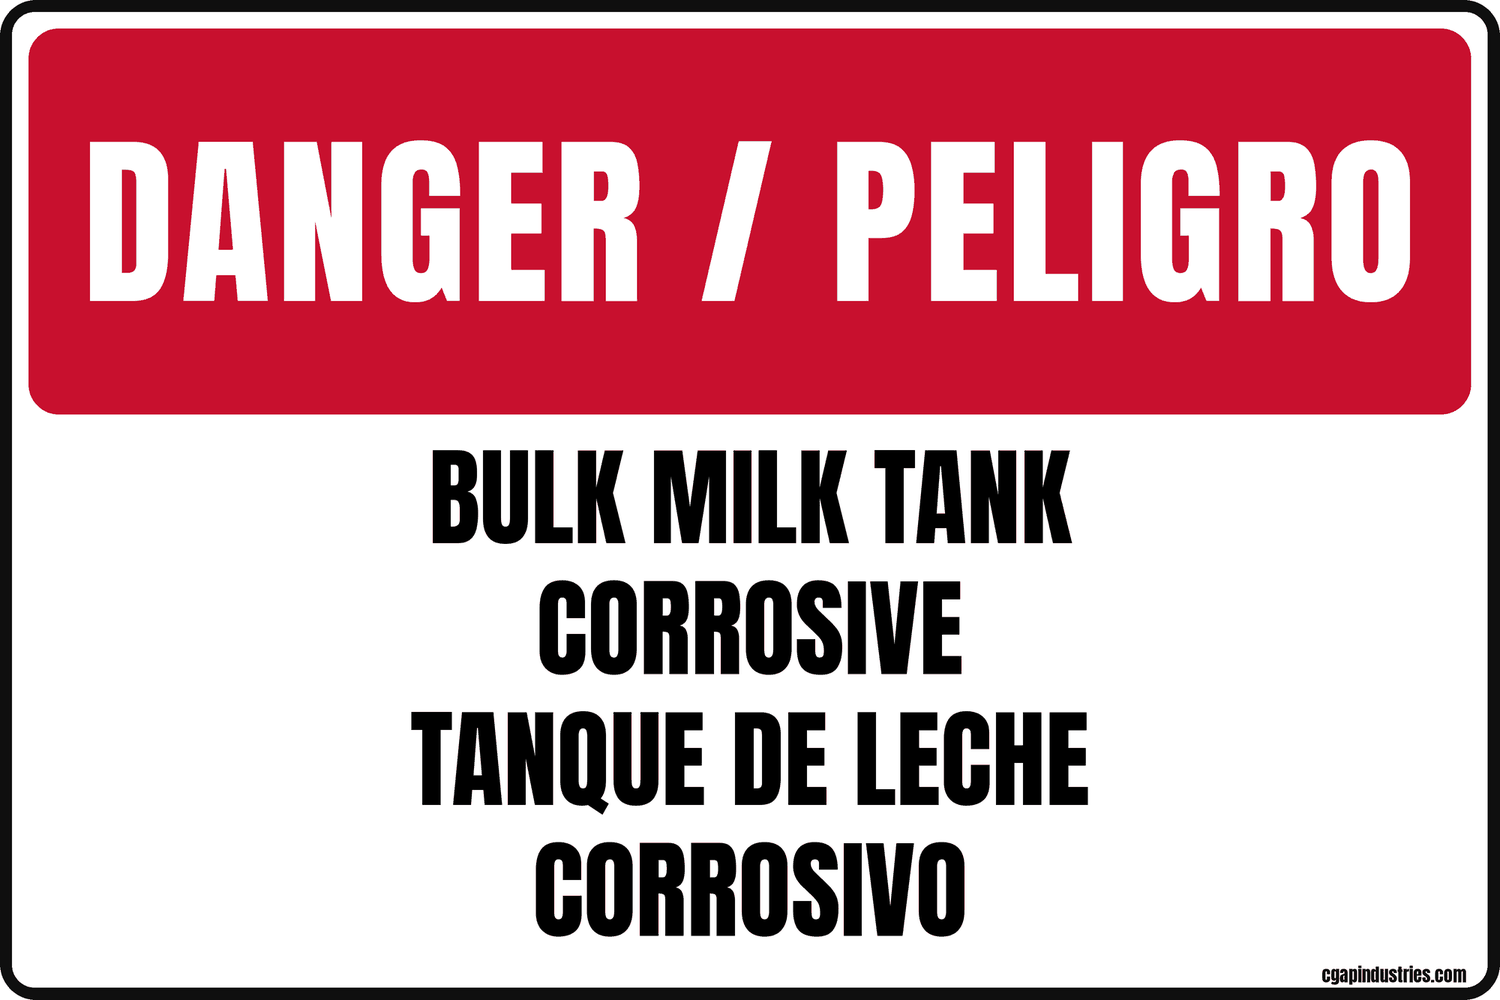 DANGER / PELIGRO
BULK MILK TANK
CORROSIVE
TANQUE DE LECHE
CORROSIVO
cgapindustries.com